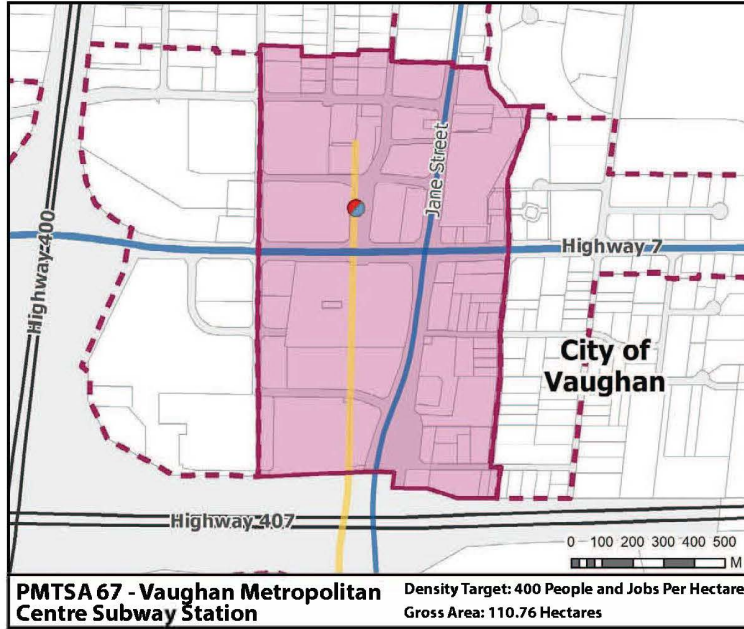 Highway 400
Jane Street
Highway 7
City of
Vaughan
Highway 407
0 100 200 300 400 500
M
PMTSA 67 - Vaughan Metropolitan
Centre Subway Station
Density Target: 400 People and Jobs Per Hectare
Gross Area: 110.76 Hectares